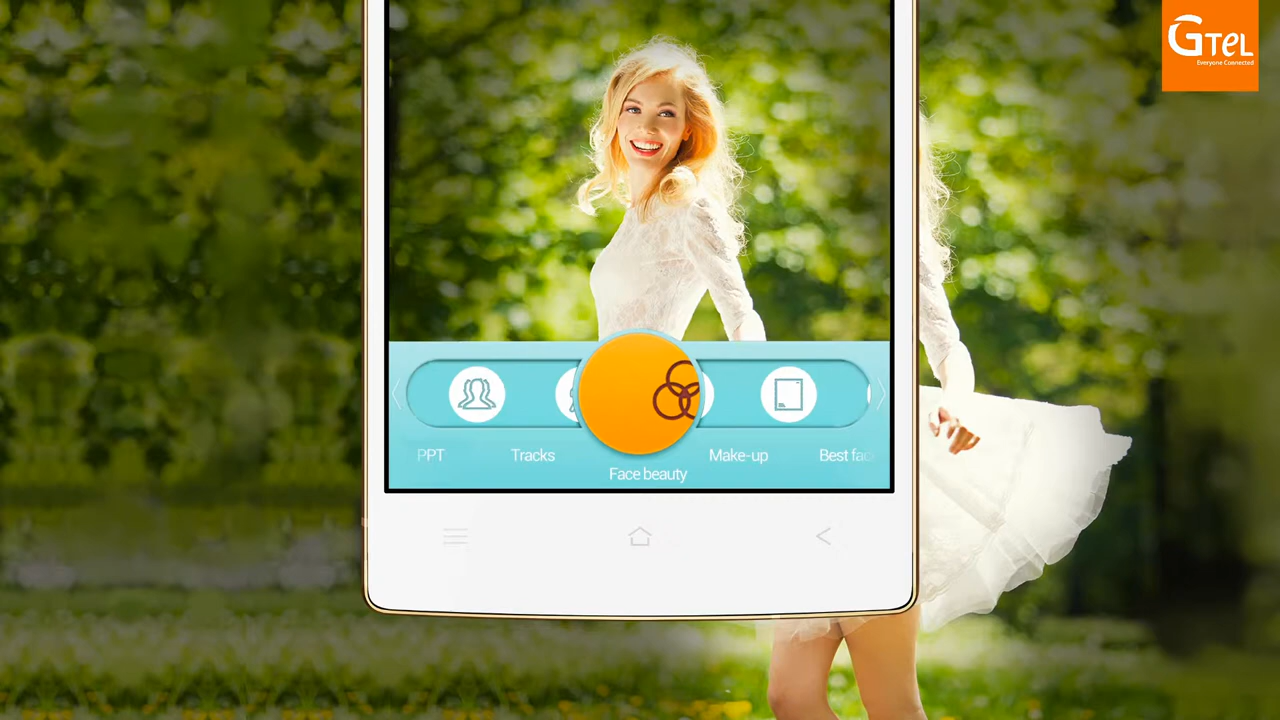 GTEL
Everyone Connected
PPT
Tracks
Face beauty
Make-up
Best fac